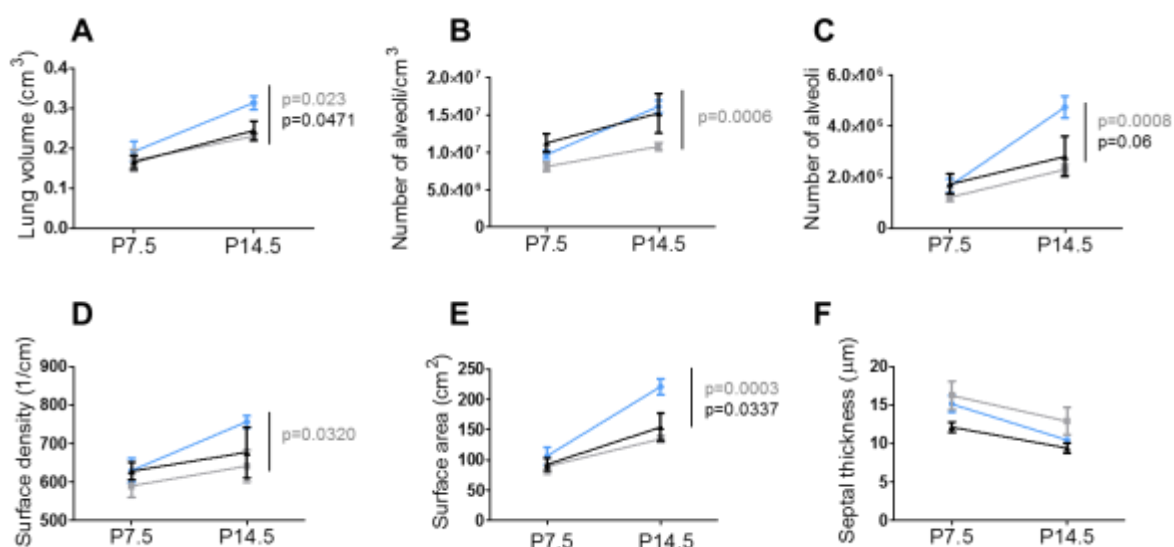 A
Lung volume (cm³)
0.4
0.3
0.2
0.1
0.0
P7.5 P14.5
p=0.023
p=0.0471
B
Number of alveoli/cm³
2.0×10⁷
1.5×10⁷
1.0×10⁷
5.0×10⁶
0
P7.5 P14.5
p=0.0006
C
Number of alveoli
6.0×10⁶
4.0×10⁶
2.0×10⁶
0
P7.5 P14.5
p=0.0008
p=0.06
D
Surface density (1/cm)
900
800
700
600
500
P7.5 P14.5
p=0.0320
E
Surface area (cm²)
250
200
150
100
50
0
P7.5 P14.5
p=0.0003
p=0.0337
F
Septal thickness (μm)
20
15
10
5
0
P7.5 P14.5